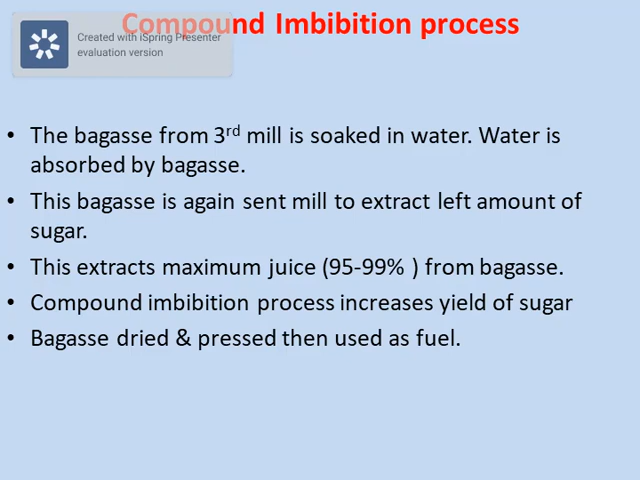 Compound Imbibition process
Created with iSpring Presenter
evaluation version
• The bagasse from 3rd mill is soaked in water. Water is
absorbed by bagasse.
• This bagasse is again sent mill to extract left amount of
sugar.
• This extracts maximum juice (95-99% ) from bagasse.
• Compound imbibition process increases yield of sugar
• Bagasse dried & pressed then used as fuel.